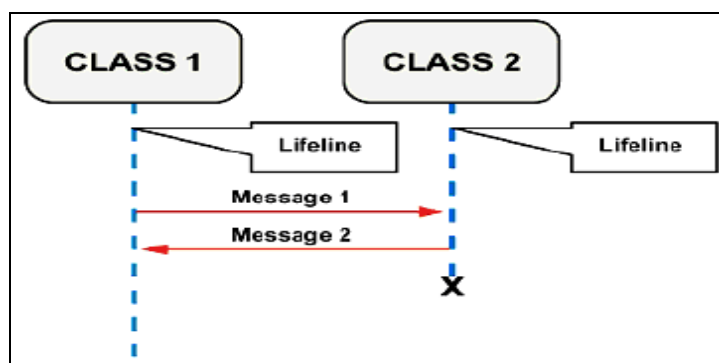 CLASS 1
CLASS 2
Lifeline
Lifeline
Message 1
Message 2
X